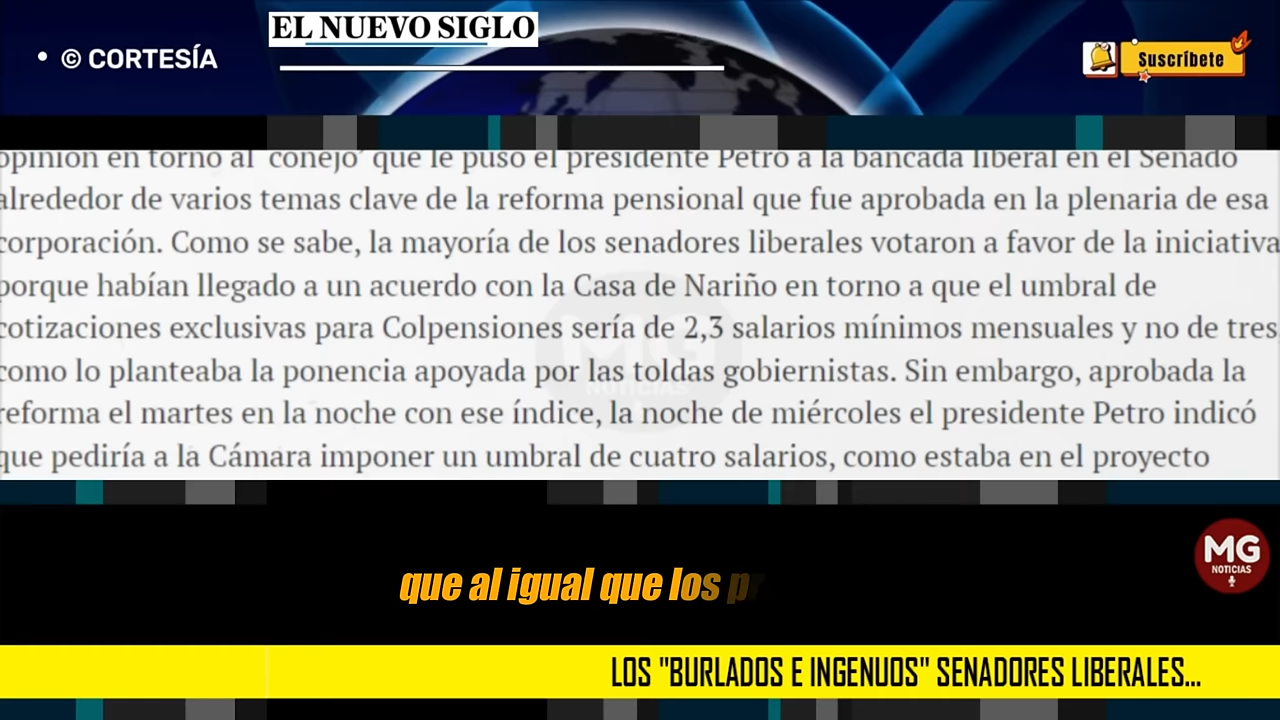 EL NUEVO SIGLO
• © CORTESÍA
Suscríbete
opinión en torno al ‘conejo’ que le puso el presidente Petro a la bancada liberal en el Senado
alrededor de varios temas clave de la reforma pensional que fue aprobada en la plenaria de esa
corporación. Como se sabe, la mayoría de los senadores liberales votaron a favor de la iniciativa
porque habían llegado a un acuerdo con la Casa de Nariño en torno a que el umbral de
cotizaciones exclusivas para Colpensiones sería de 2,3 salarios mínimos mensuales y no de tres,
como lo planteaba la ponencia apoyada por las toldas gobiernistas. Sin embargo, aprobada la
reforma el martes en la noche con ese índice, la noche de miércoles el presidente Petro indicó
que pediría a la Cámara imponer un umbral de cuatro salarios, como estaba en el proyecto
MG
NOTICIAS
que al igual que los pr
MG
NOTICIAS
LOS "BURLADOS E INGENUOS" SENADORES LIBERALES...